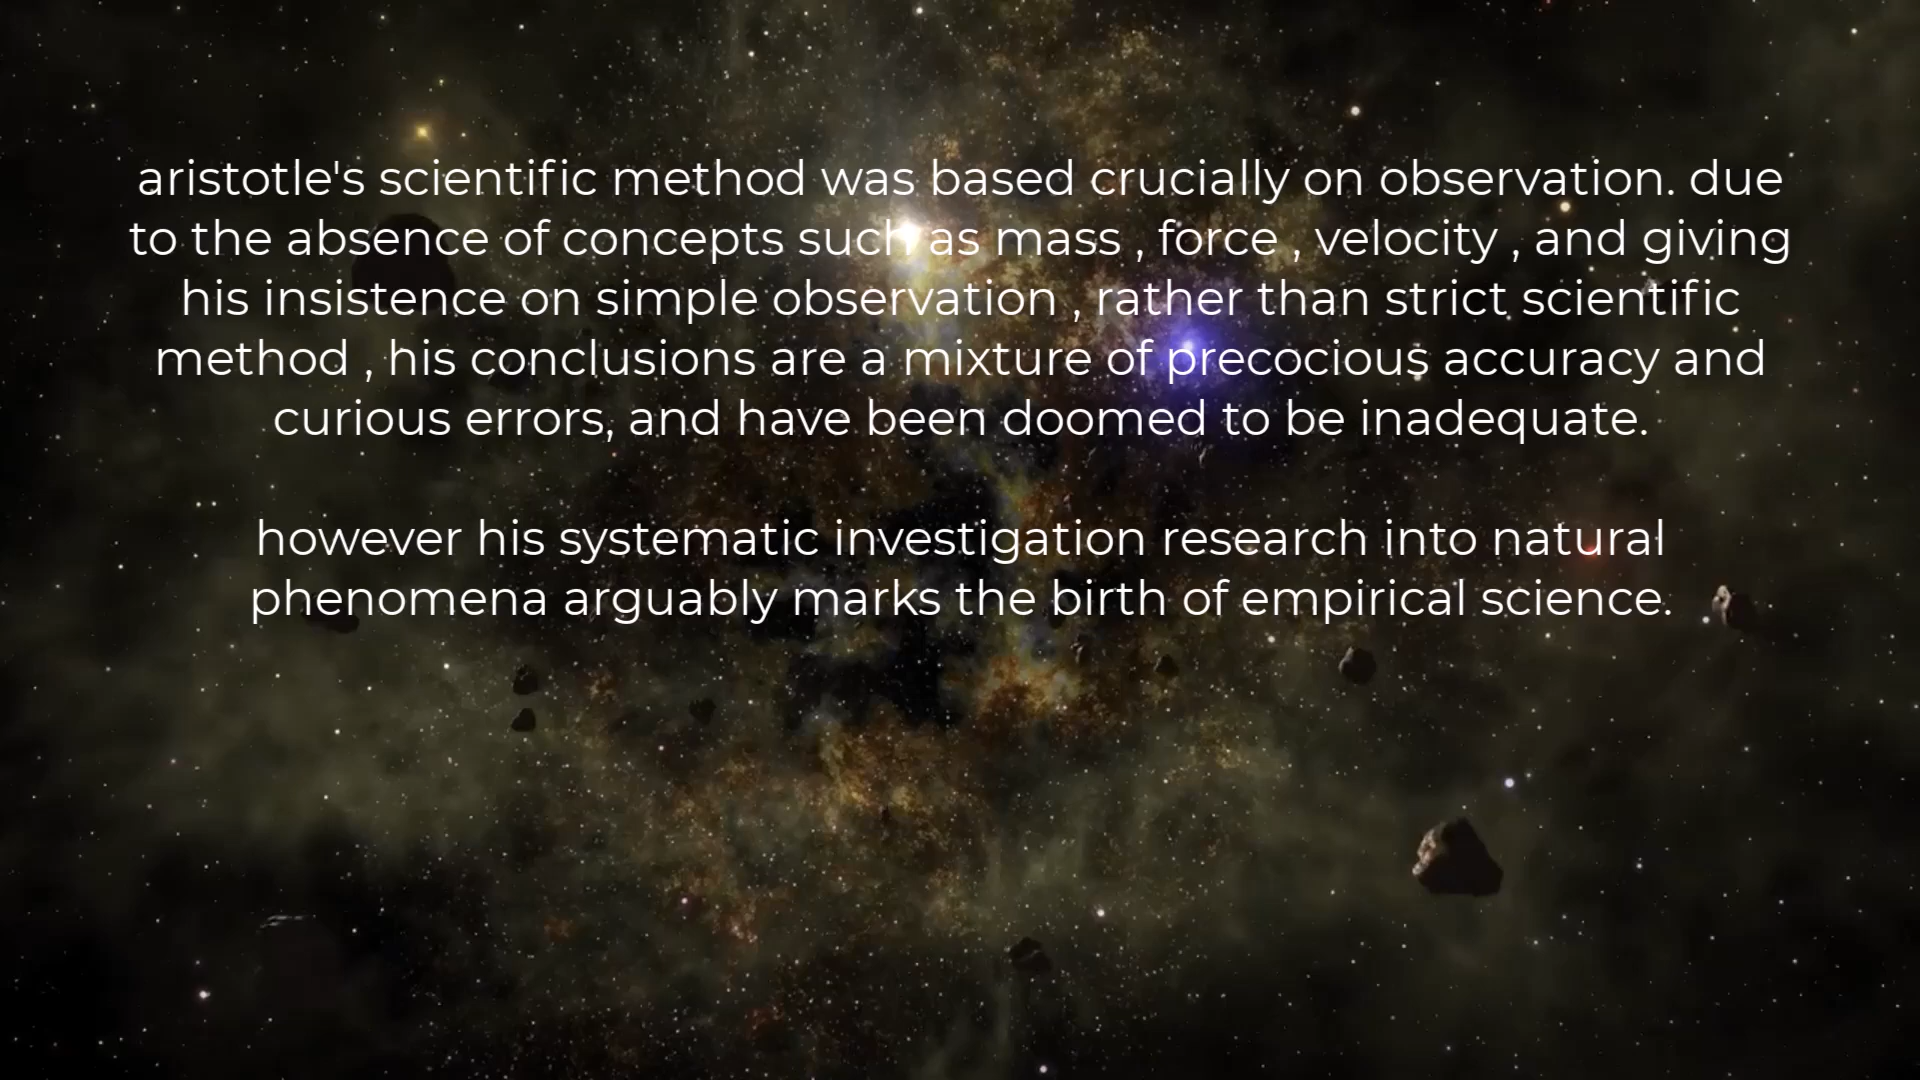 aristotle's scientific method was based crucially on observation. due
to the absence of concepts such as mass , force , velocity , and giving
his insistence on simple observation , rather than strict scientific
method , his conclusions are a mixture of precocious accuracy and
curious errors, and have been doomed to be inadequate.
however his systematic investigation research into natural
phenomena arguably marks the birth of empirical science.